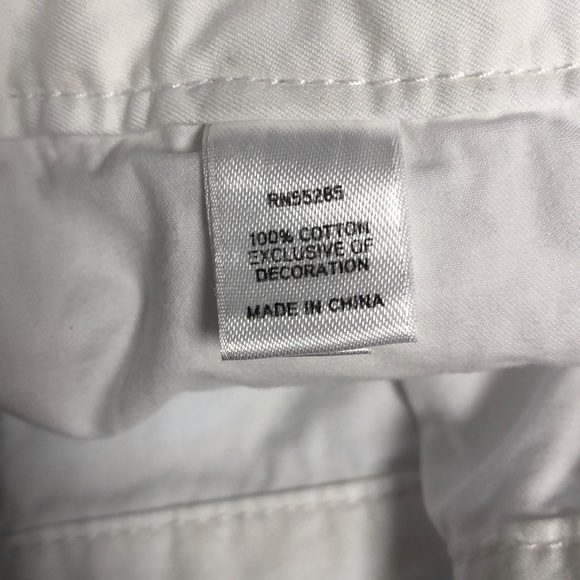 RN55285
100% COTTON
EXCLUSIVE OF
DECORATION
MADE IN CHINA